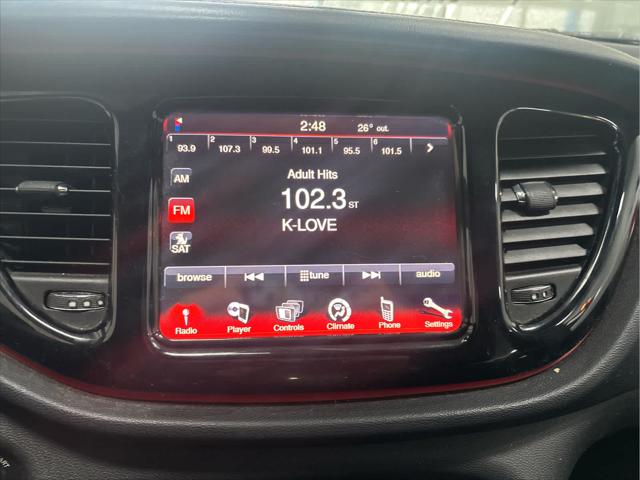 2:48 26° out.
1 2 3 4 5 6
93.9 107.3 99.5 101.1 95.5 101.5
Adult Hits
AM
102.3 ST
FM
K-LOVE
SAT
browse tune audio
Radio Player Controls Climate Phone Settings